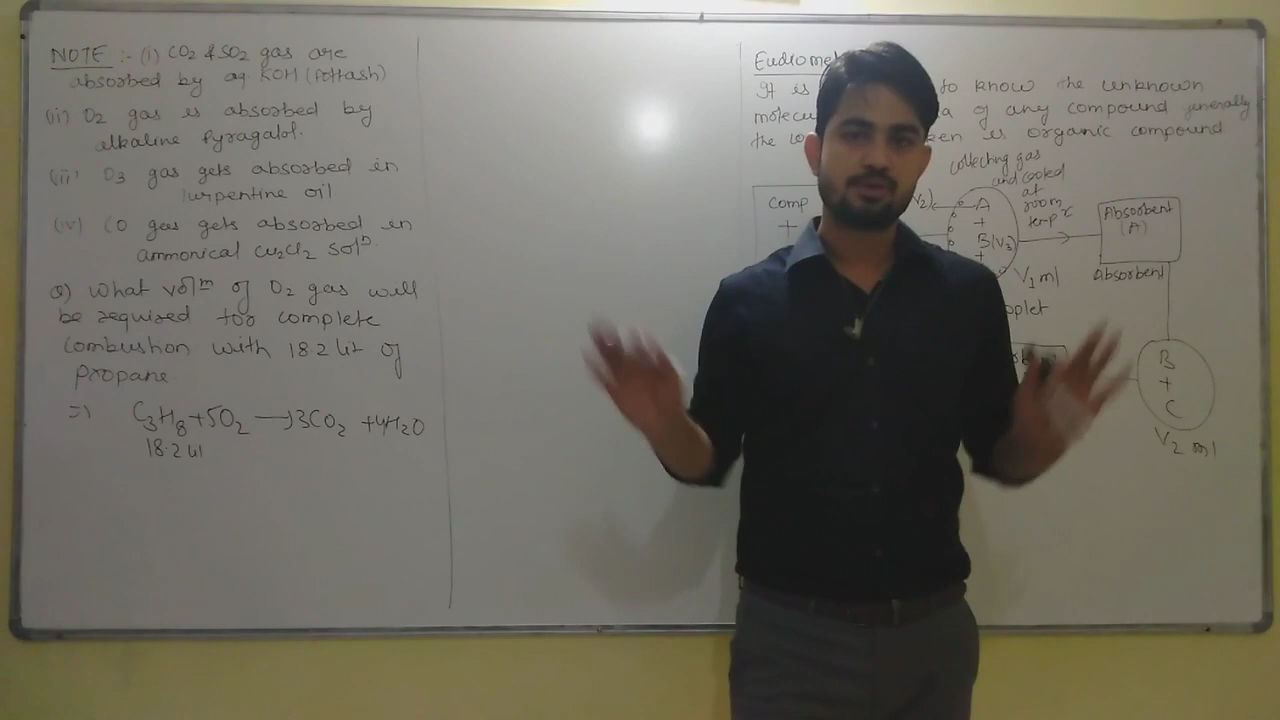 NOTE :- (i) CO2 & SO2 gas are
absorbed by aq KOH (Pottash)
(ii) O2 gas is absorbed by
alkaline Pyragalol.
(iii) O3 gas gets absorbed in
Turpentine oil
(iv) CO gas gets absorbed in
ammonical Cu2Cl2 solⁿ.
Q) What volᵐ of O2 gas will
be required for complete
combustion with 18.2 lit of
Propane
=) C3H8 + 5O2 → 3CO2 + 4H2O
18.2 lit
Eudiome
It is to know the unknown
molecu of any compound generally
the is organic compound
collecting gas
and cooled
at
room
temp
Comp
+
V2)
A
+
B(V3)
+
V1 ml
Absorbent
(A)
Absorbent
B
+
C
V2 ml